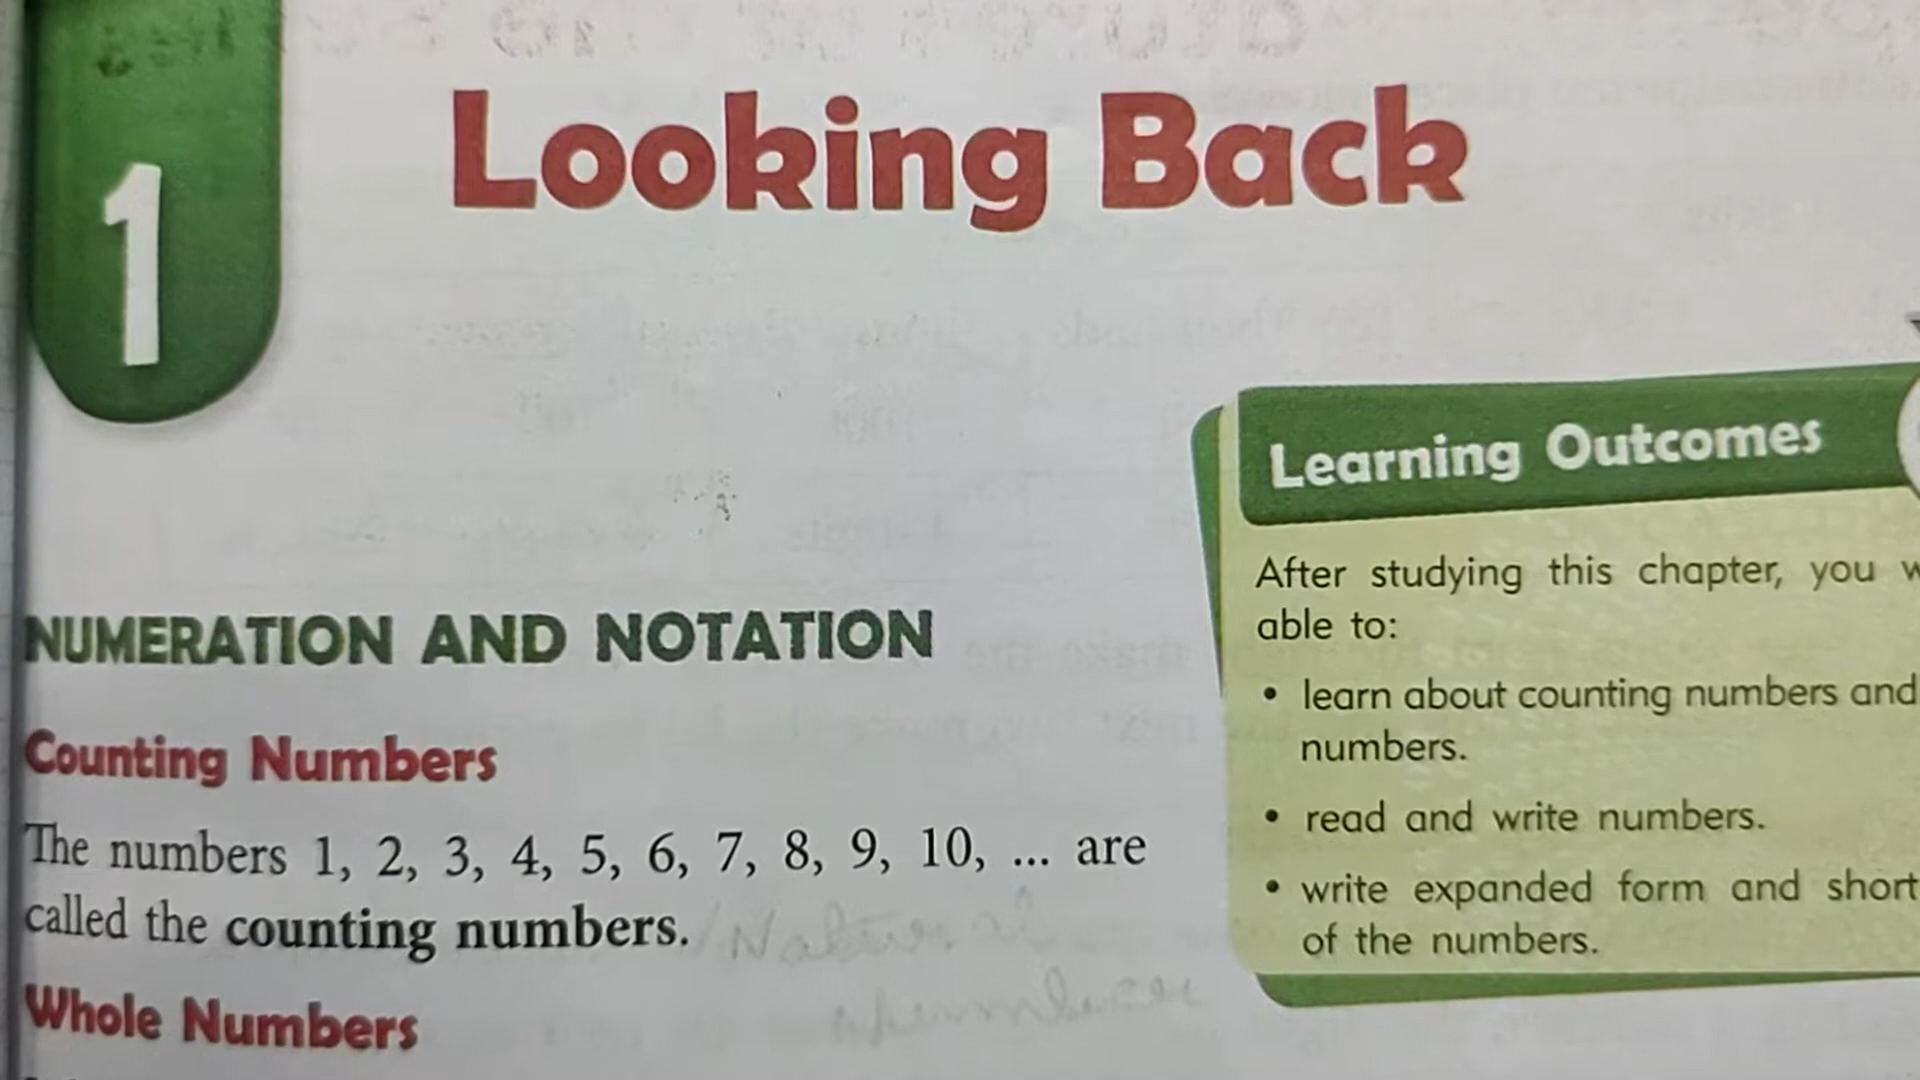 1
Looking Back
NUMERATION AND NOTATION
Counting Numbers
The numbers 1, 2, 3, 4, 5, 6, 7, 8, 9, 10, ... are
called the counting numbers.
Whole Numbers
Learning Outcomes
After studying this chapter, you
able to:
• learn about counting numbers and
numbers.
• read and write numbers.
• write expanded form and short
of the numbers.